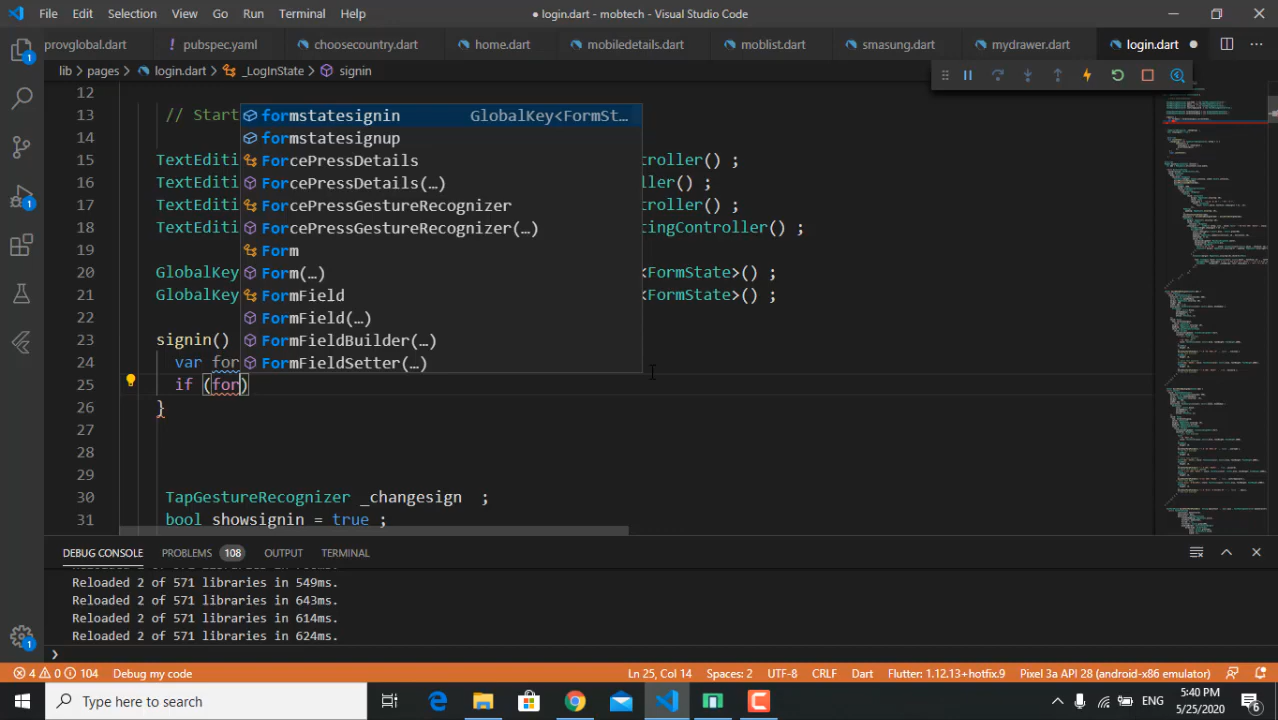 File Edit Selection View Go Run Terminal Help
● login.dart - mobtech - Visual Studio Code
provglobal.dart pubspec.yaml choosecountry.dart home.dart mobiledetails.dart moblist.dart smasung.dart mydrawer.dart login.dart ●
lib > pages > login.dart > _LogInState > signin
12
13 // Start
14
15 TextEditi troller() ;
16 TextEditi ler() ;
17 TextEditi troller() ;
18 TextEditi tingController() ;
19
20 GlobalKey <FormState>() ;
21 GlobalKey <FormState>() ;
22
23 signin()
24 var for
25 if (for)
26 }
27
28
29
30 TapGestureRecognizer _changesign ;
31 bool showsignin = true ;
formstatesignin GlobalKey<FormSt...
formstatesignup
ForcePressDetails
ForcePressDetails(…)
ForcePressGestureRecognizer
ForcePressGestureRecognizer(…)
Form
Form(…)
FormField
FormField(…)
FormFieldBuilder(…)
FormFieldSetter(…)
DEBUG CONSOLE PROBLEMS 108 OUTPUT TERMINAL
Reloaded 2 of 571 libraries in 549ms.
Reloaded 2 of 571 libraries in 643ms.
Reloaded 2 of 571 libraries in 614ms.
Reloaded 2 of 571 libraries in 624ms.
4 0 104 Debug my code Ln 25, Col 14 Spaces: 2 UTF-8 CRLF Dart Flutter: 1.12.13+hotfix.9 Pixel 3a API 28 (android-x86 emulator)
Type here to search
ENG
5:40 PM
5/25/2020
6